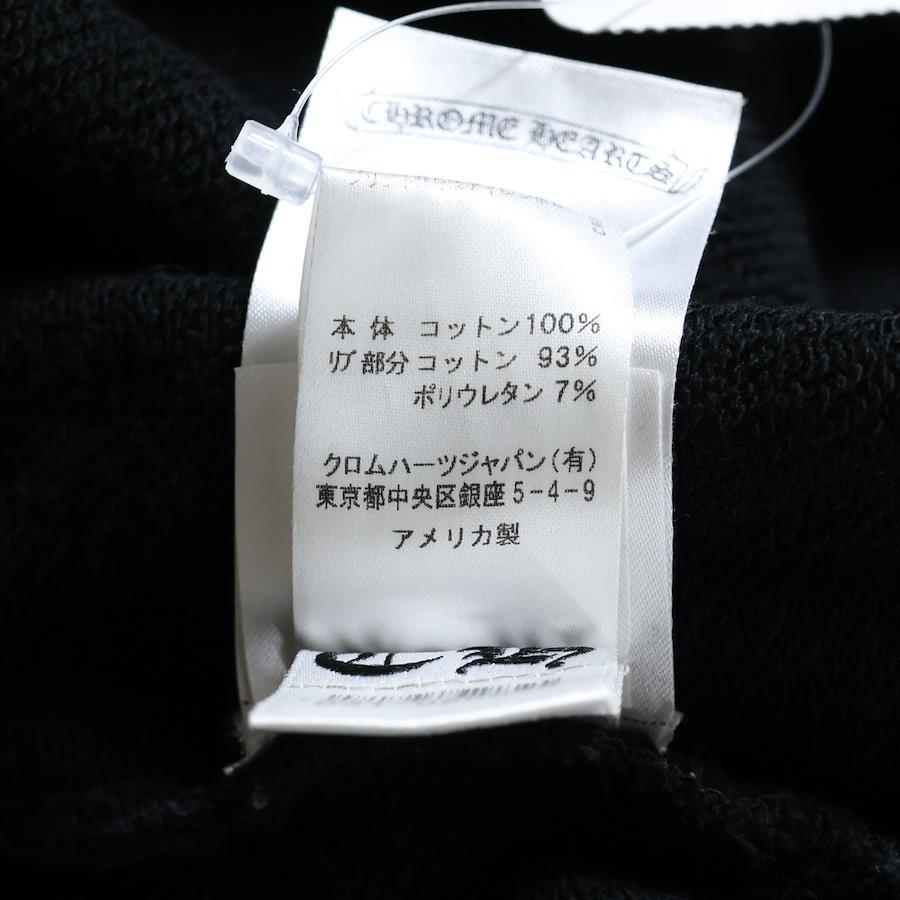 CHROME HEARTS
本体 コットン100%
リブ部分コットン 93%
ポリウレタン 7%
クロムハーツジャパン(有)
東京都中央区銀座5-4-9
アメリカ製